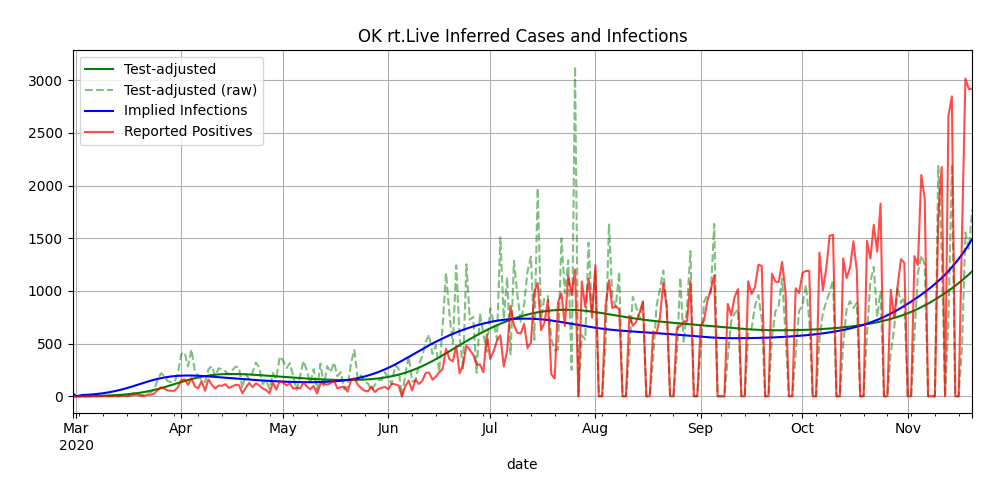 OK rt.Live Inferred Cases and Infections
Test-adjusted
Test-adjusted (raw)
Implied Infections
Reported Positives
3000
2500
2000
1500
1000
500
0
Mar Apr May Jun Jul Aug Sep Oct Nov
2020
date